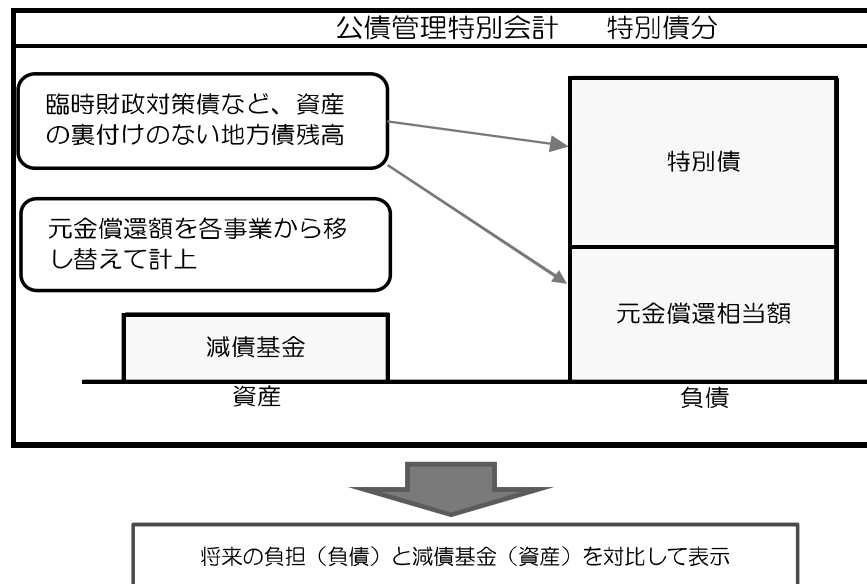 公債管理特別会計　　特別債分
臨時財政対策債など、資産
の裏付けのない地方債残高
元金償還額を各事業から移
し替えて計上
特別債
元金償還相当額
減債基金
資産
負債
将来の負担（負債）と減債基金（資産）を対比して表示